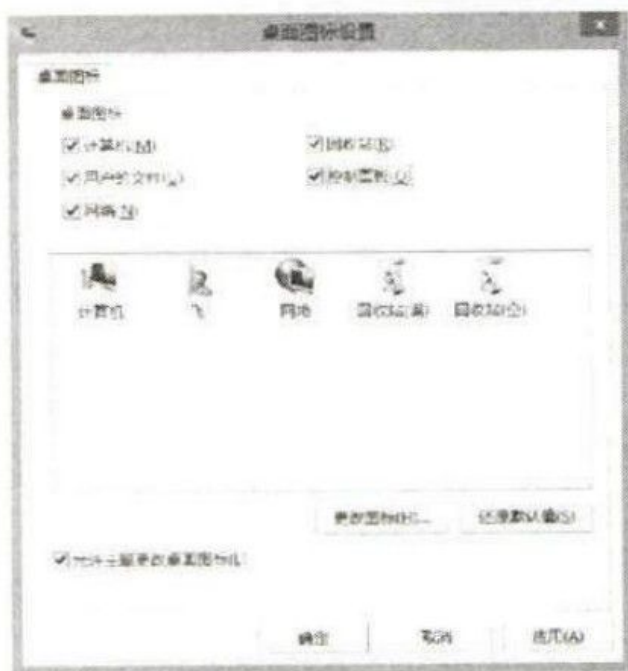 桌面图标设置
桌面图标
桌面图标
计算机(M) 回收站(R)
用户的文件(U) 控制面板(O)
网络(N)
计算机 飞 网络 回收站(满) 回收站(空)
更改图标(H)... 还原默认值(S)
允许主题更改桌面图标(L)
确定 取消 应用(A)